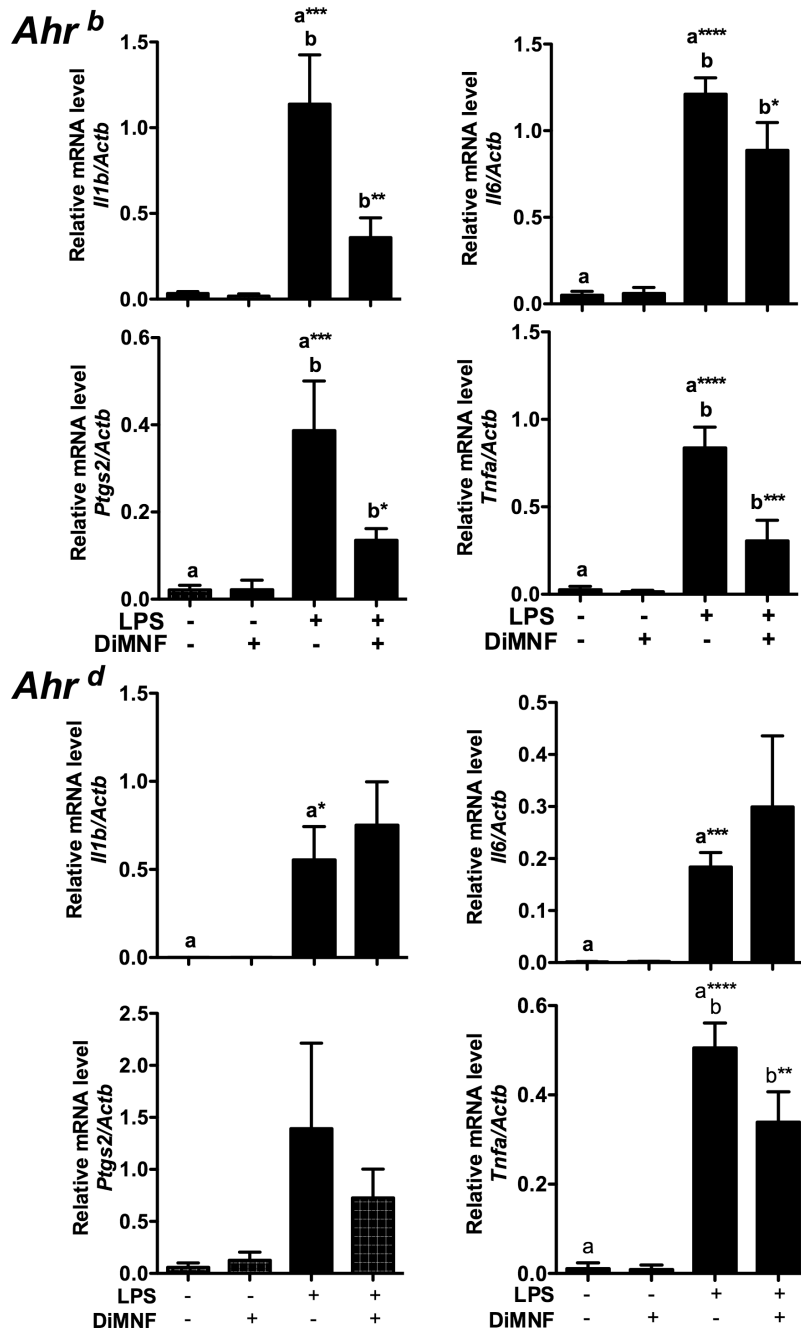 Ahr b
Relative mRNA level
Il1b/Actb
1.5
1.0
0.5
0.0
a***
b
b**
Relative mRNA level
Il6/Actb
1.5
1.0
0.5
0.0
a
a****
b
b*
Relative mRNA level
Ptgs2/Actb
0.6
0.4
0.2
0.0
a
a***
b
b*
Relative mRNA level
Tnfa/Actb
1.5
1.0
0.5
0.0
a
a****
b
b***
LPS - - + +
DiMNF - + - +
- - + +
- + - +
Ahr d
Relative mRNA level
Il1b/Actb
1.5
1.0
0.5
0.0
a
a*
Relative mRNA level
Il6/Actb
0.5
0.4
0.3
0.2
0.1
0.0
a
a***
Relative mRNA level
Ptgs2/Actb
2.5
2.0
1.5
1.0
0.5
0.0
Relative mRNA level
Tnfa/Actb
0.6
0.4
0.2
0.0
a
a****
b
b**
LPS - - + +
DiMNF - + - +
LPS - - + +
DiMNF - + - +